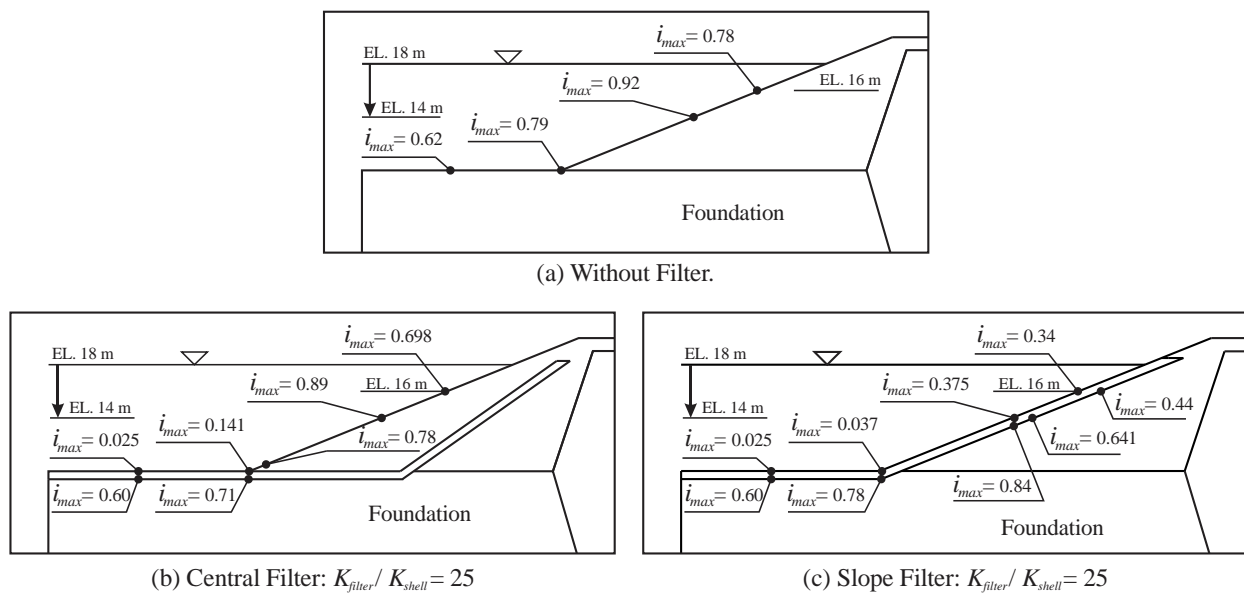 i_max = 0.78
EL. 18 m
i_max = 0.92
EL. 16 m
EL. 14 m
i_max = 0.79
i_max = 0.62
Foundation
(a) Without Filter.
i_max = 0.698
EL. 18 m
i_max = 0.89
EL. 16 m
EL. 14 m
i_max = 0.141
i_max = 0.025
i_max = 0.78
i_max = 0.60
i_max = 0.71
Foundation
(b) Central Filter: K_filter / K_shell = 25
i_max = 0.34
EL. 18 m
i_max = 0.375
EL. 16 m
EL. 14 m
i_max = 0.44
i_max = 0.037
i_max = 0.025
i_max = 0.641
i_max = 0.60
i_max = 0.78
i_max = 0.84
Foundation
(c) Slope Filter: K_filter / K_shell = 25